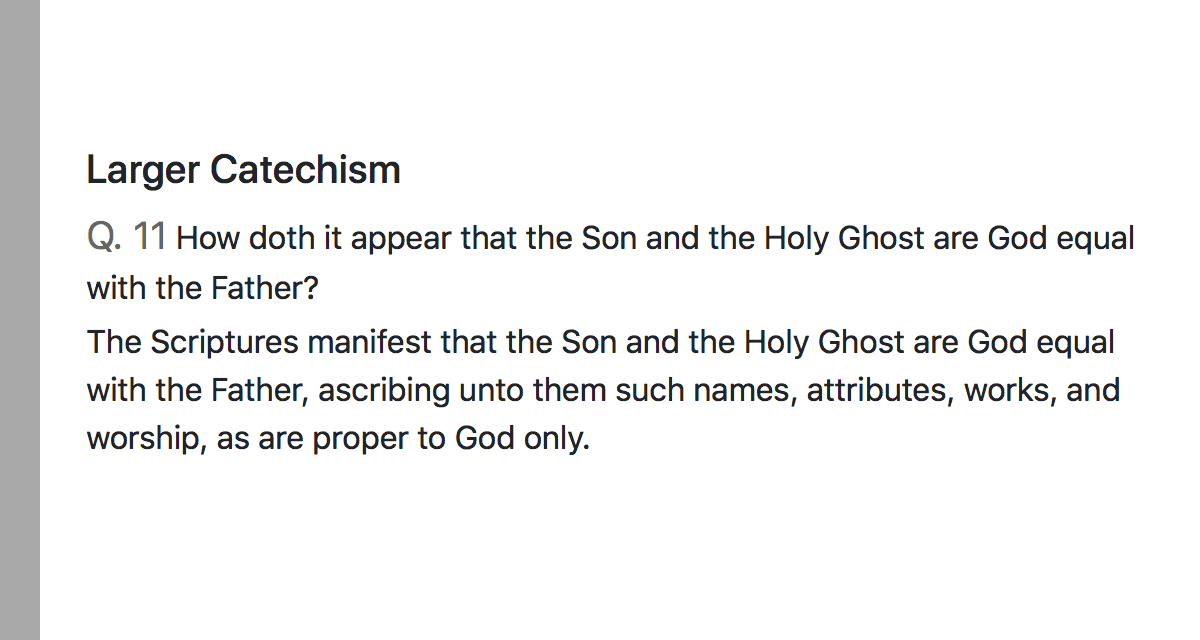 Larger Catechism
Q. 11 How doth it appear that the Son and the Holy Ghost are God equal
with the Father?
The Scriptures manifest that the Son and the Holy Ghost are God equal
with the Father, ascribing unto them such names, attributes, works, and
worship, as are proper to God only.